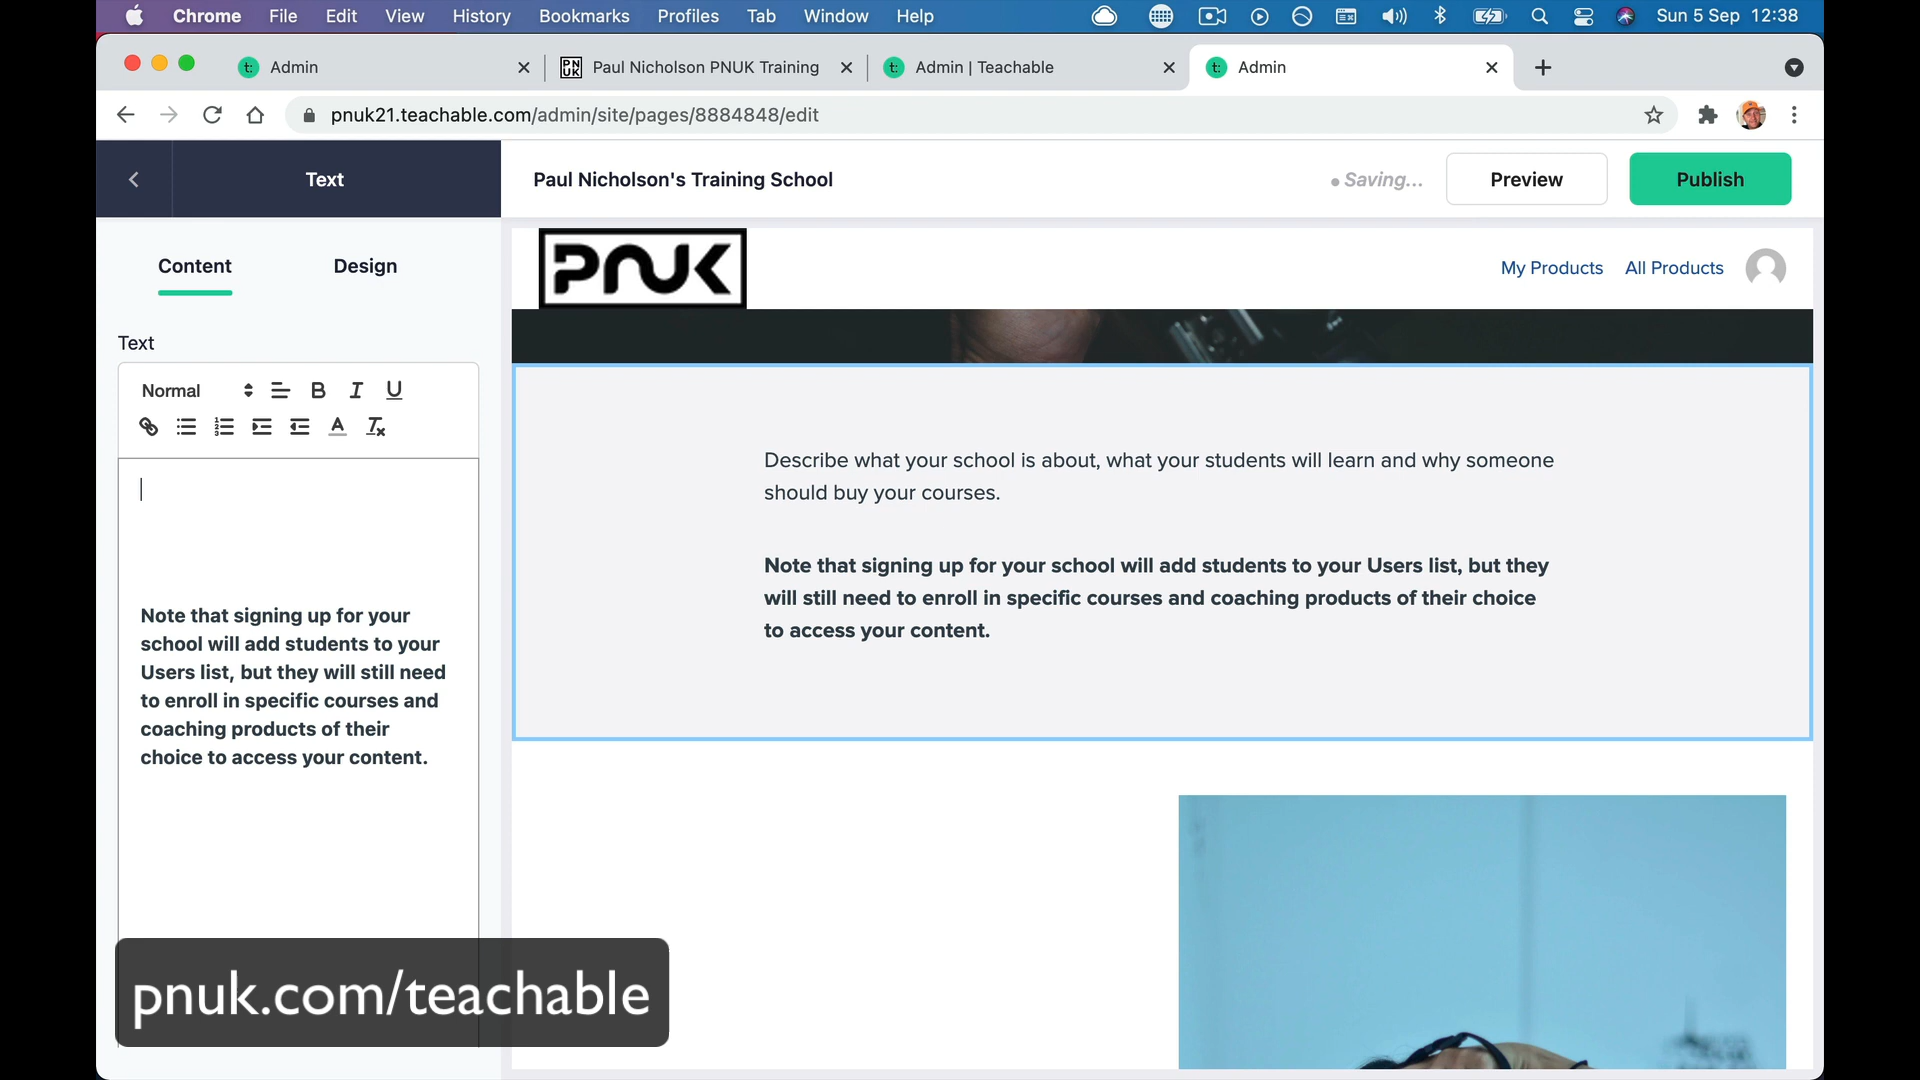 Chrome File Edit View History Bookmarks Profiles Tab Window Help Sun 5 Sep 12:38
t: Admin
PN UK Paul Nicholson PNUK Training
t: Admin | Teachable
t: Admin
pnuk21.teachable.com/admin/site/pages/8884848/edit
Text
Paul Nicholson's Training School
Saving...
Preview
Publish
Content
Design
PNUK
My Products
All Products
Text
Normal
Describe what your school is about, what your students will learn and why someone
should buy your courses.
Note that signing up for your school will add students to your Users list, but they
will still need to enroll in specific courses and coaching products of their choice
to access your content.
Note that signing up for your
school will add students to your
Users list, but they will still need
to enroll in specific courses and
coaching products of their
choice to access your content.
pnuk.com/teachable